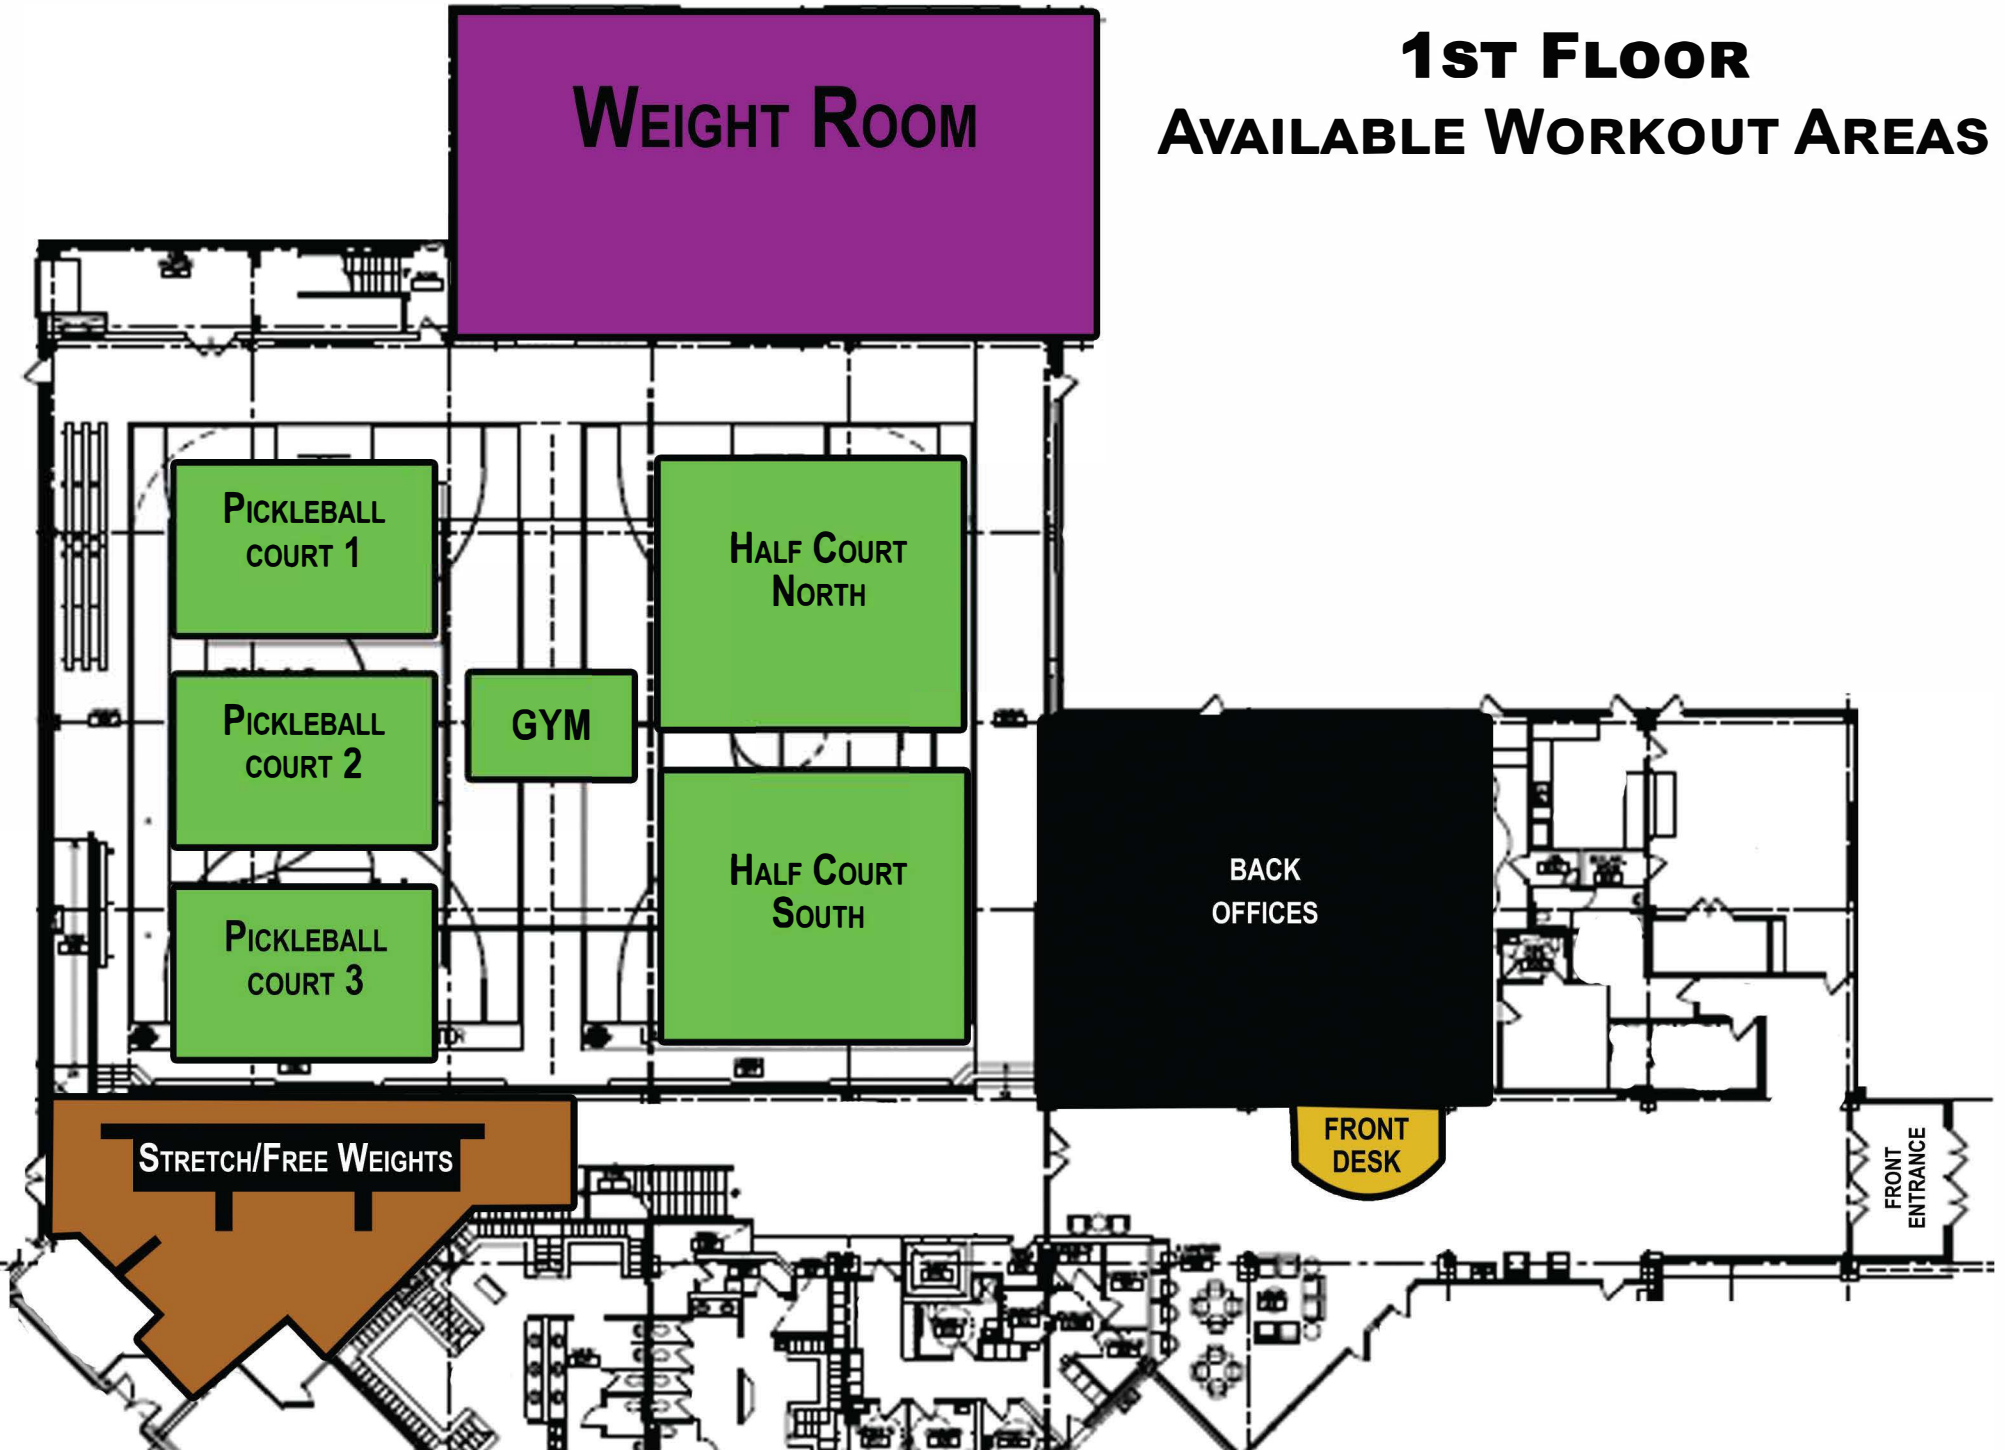 1st Floor
Available Workout Areas
Weight Room
Pickleball
court 1
Half Court
North
Pickleball
court 2
GYM
Half Court
South
Pickleball
court 3
BACK
OFFICES
FRONT
DESK
FRONT
ENTRANCE
Stretch/Free Weights